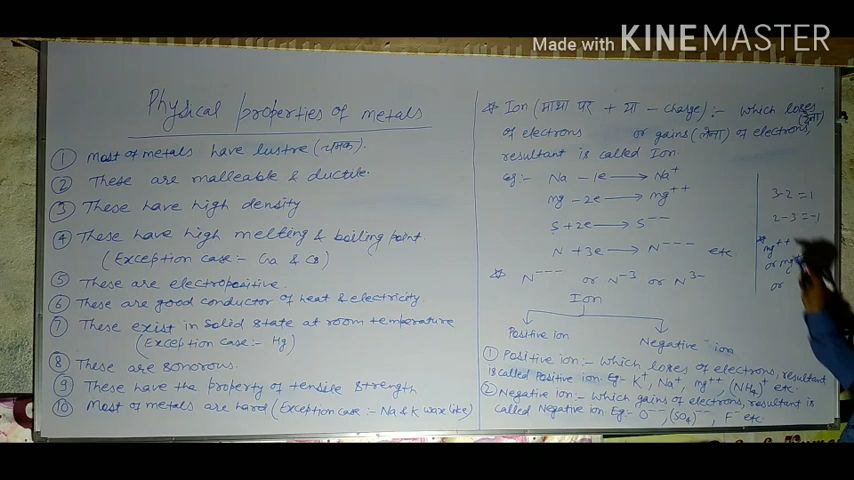 Made with KINEMASTER
Physical properties of metals
① Most of metals have lustre (चमक).
② These are malleable & ductile.
③ These have high density
④ These have high melting & boiling point.
(Exception case:- Ga & Cs)
⑤ These are electropositive.
⑥ These are good conductor of heat & electricity
⑦ These exist in solid state at room temperature
(Exception case:- Hg)
⑧ These are sonorous.
⑨ These have the property of tensile strength
⑩ Most of metals are hard (Exception case:- Na & K wax like)
* Ion (माथा पर + या - charge) :- which loses
(देना)
of electrons or gains (लेना) of electrons,
resultant is called Ion.
eg:- Na - 1e → Na⁺
mg - 2e → mg⁺⁺
S + 2e → S⁻⁻
N + 3e → N⁻⁻⁻ etc
* N⁻⁻⁻ or N⁻³ or N³⁻
Ion
Positive ion Negative ion
① Positive ion:- which loses of electrons, resultant
is called Positive ion. Eg- K⁺, Na⁺, mg⁺⁺, (NH₄)⁺ etc.
② Negative ion:- which gains of electrons, resultant is
called Negative ion Eg:- O⁻⁻, (SO₄)⁻⁻, F⁻ etc.
3-2=1
2-3=-1
* mg⁺⁺
or mg
or